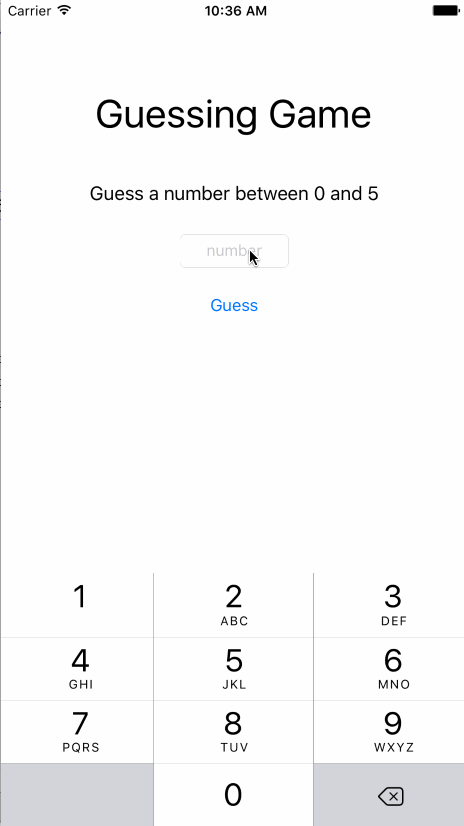 Carrier 10:36 AM
Guessing Game
Guess a number between 0 and 5
number
Guess
1 2 3
ABC DEF
4 5 6
GHI JKL MNO
7 8 9
PQRS TUV WXYZ
0